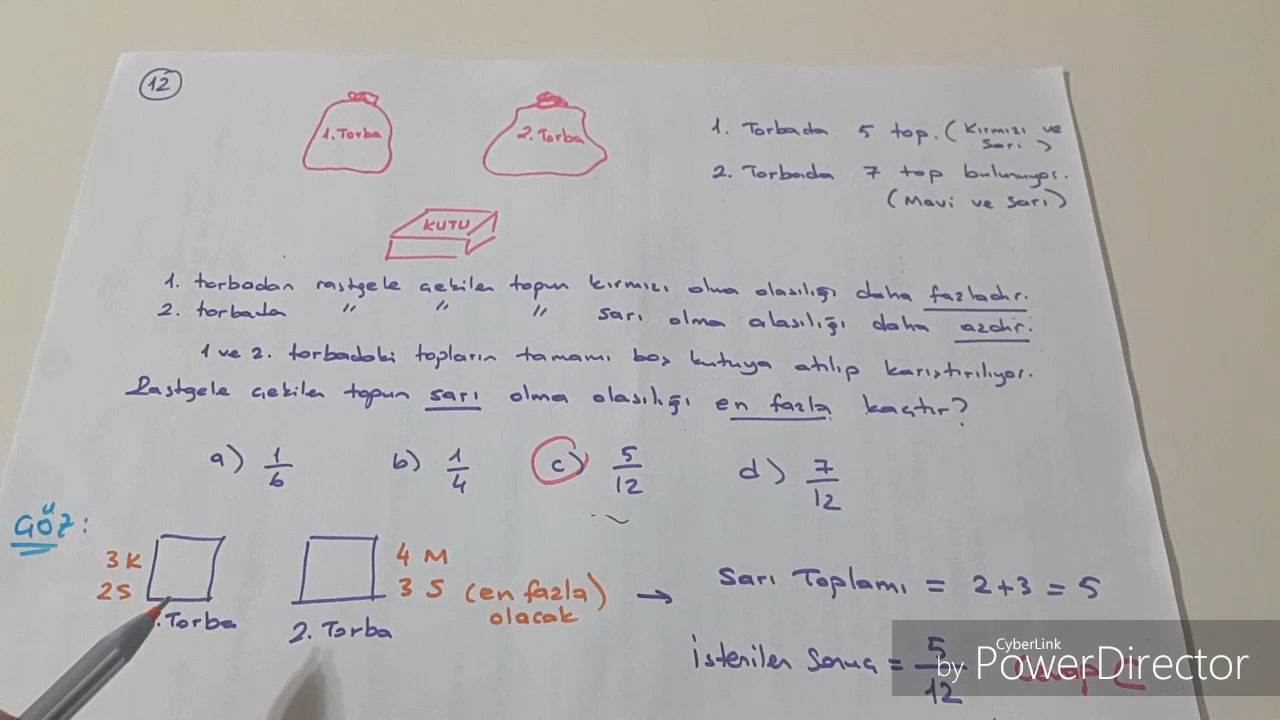 12
1. Torba
2. Torba
KUTU
1. Torbada 5 top. (Kırmızı ve sarı)
2. Torbada 7 top bulunuyor.
(Mavi ve sarı)
1. torbadan rastgele çekilen topun kırmızı olma olasılığı daha fazladır.
2. torbada " " " sarı olma olasılığı daha azdır.
1 ve 2. torbadaki topların tamamı boş kutuya atılıp karıştırılıyor.
Rastgele çekilen topun sarı olma olasılığı en fazla kaçtır?
a) 1/6 b) 1/4 c) 5/12 d) 7/12
ÇÖZ:
3K
2S
. Torba
4 M
3 S (en fazla) olacak
2. Torba
→ Sarı Toplamı = 2+3 = 5
İstenilen Sonuç = 5/12 Cevap C
CyberLink
by PowerDirector